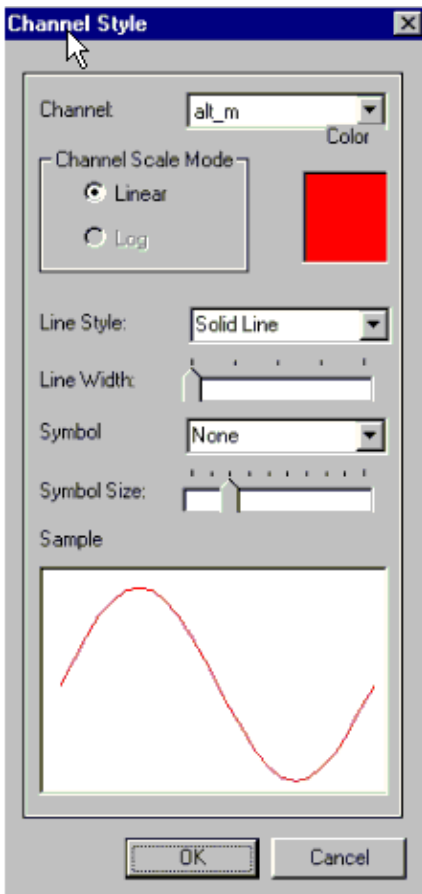 Channel Style
Channel:
alt_m
Color
Channel Scale Mode
Linear
Log
Line Style:
Solid Line
Line Width:
Symbol
None
Symbol Size:
Sample
OK
Cancel